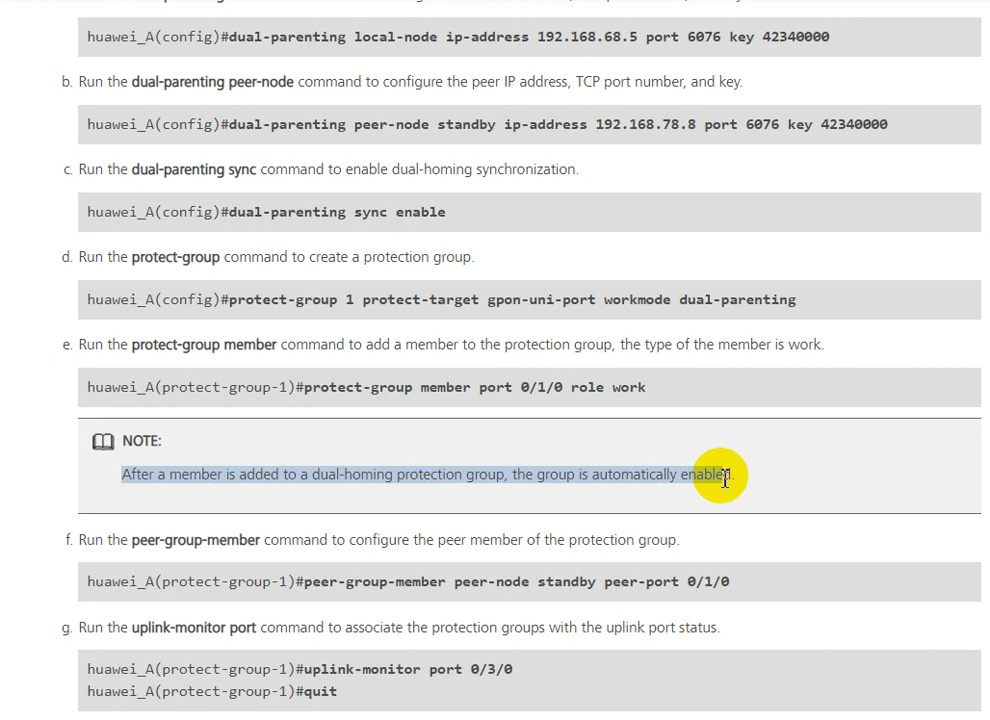 huawei_A(config)#dual-parenting local-node ip-address 192.168.68.5 port 6076 key 42340000
b. Run the dual-parenting peer-node command to configure the peer IP address, TCP port number, and key.
huawei_A(config)#dual-parenting peer-node standby ip-address 192.168.78.8 port 6076 key 42340000
c. Run the dual-parenting sync command to enable dual-homing synchronization.
huawei_A(config)#dual-parenting sync enable
d. Run the protect-group command to create a protection group.
huawei_A(config)#protect-group 1 protect-target gpon-uni-port workmode dual-parenting
e. Run the protect-group member command to add a member to the protection group, the type of the member is work.
huawei_A(protect-group-1)#protect-group member port 0/1/0 role work
NOTE:
After a member is added to a dual-homing protection group, the group is automatically enabled.
f. Run the peer-group-member command to configure the peer member of the protection group.
huawei_A(protect-group-1)#peer-group-member peer-node standby peer-port 0/1/0
g. Run the uplink-monitor port command to associate the protection groups with the uplink port status.
huawei_A(protect-group-1)#uplink-monitor port 0/3/0
huawei_A(protect-group-1)#quit